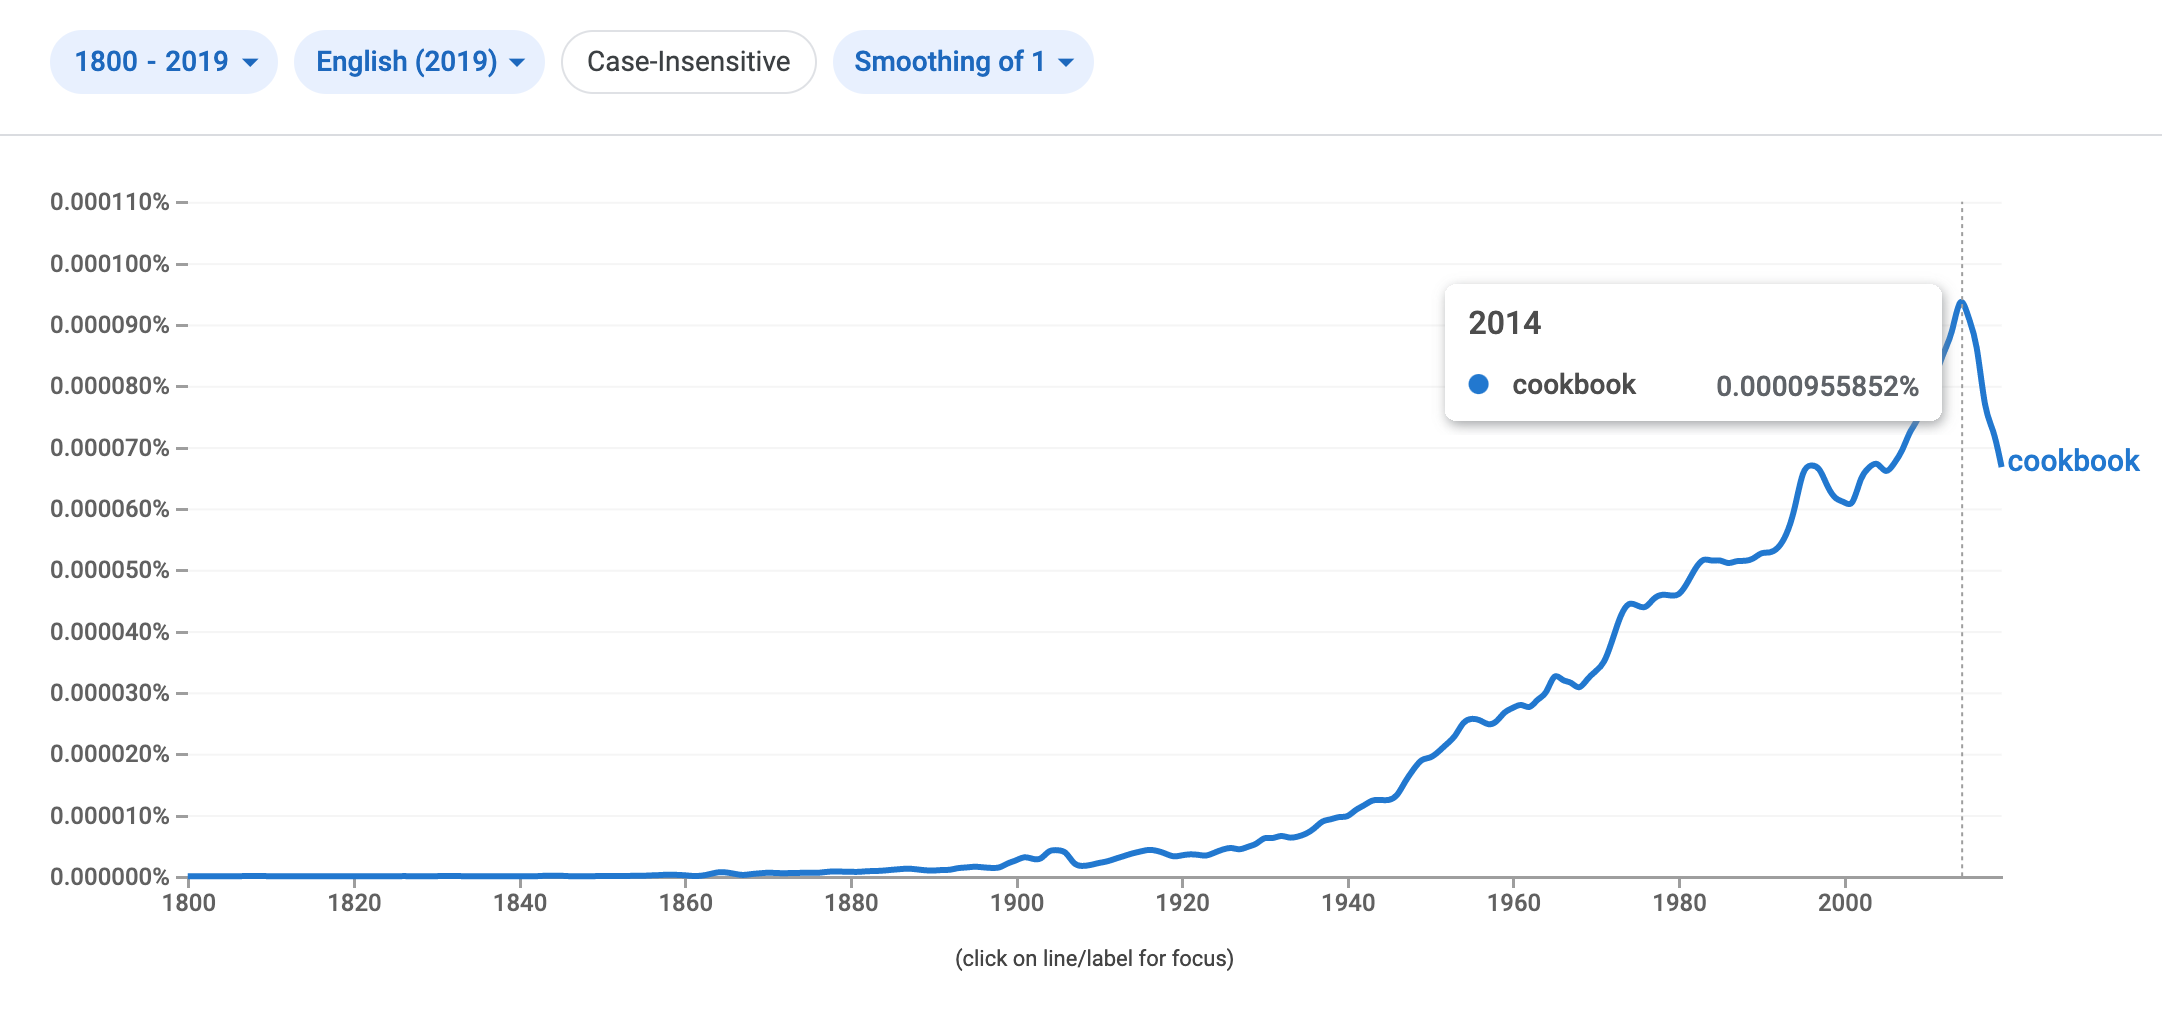 1800 - 2019 English (2019) Case-Insensitive Smoothing of 1
0.000110%
0.000100%
0.000090%
0.000080%
0.000070%
0.000060%
0.000050%
0.000040%
0.000030%
0.000020%
0.000010%
0.000000%
2014
cookbook 0.0000955852%
cookbook
1800 1820 1840 1860 1880 1900 1920 1940 1960 1980 2000
(click on line/label for focus)